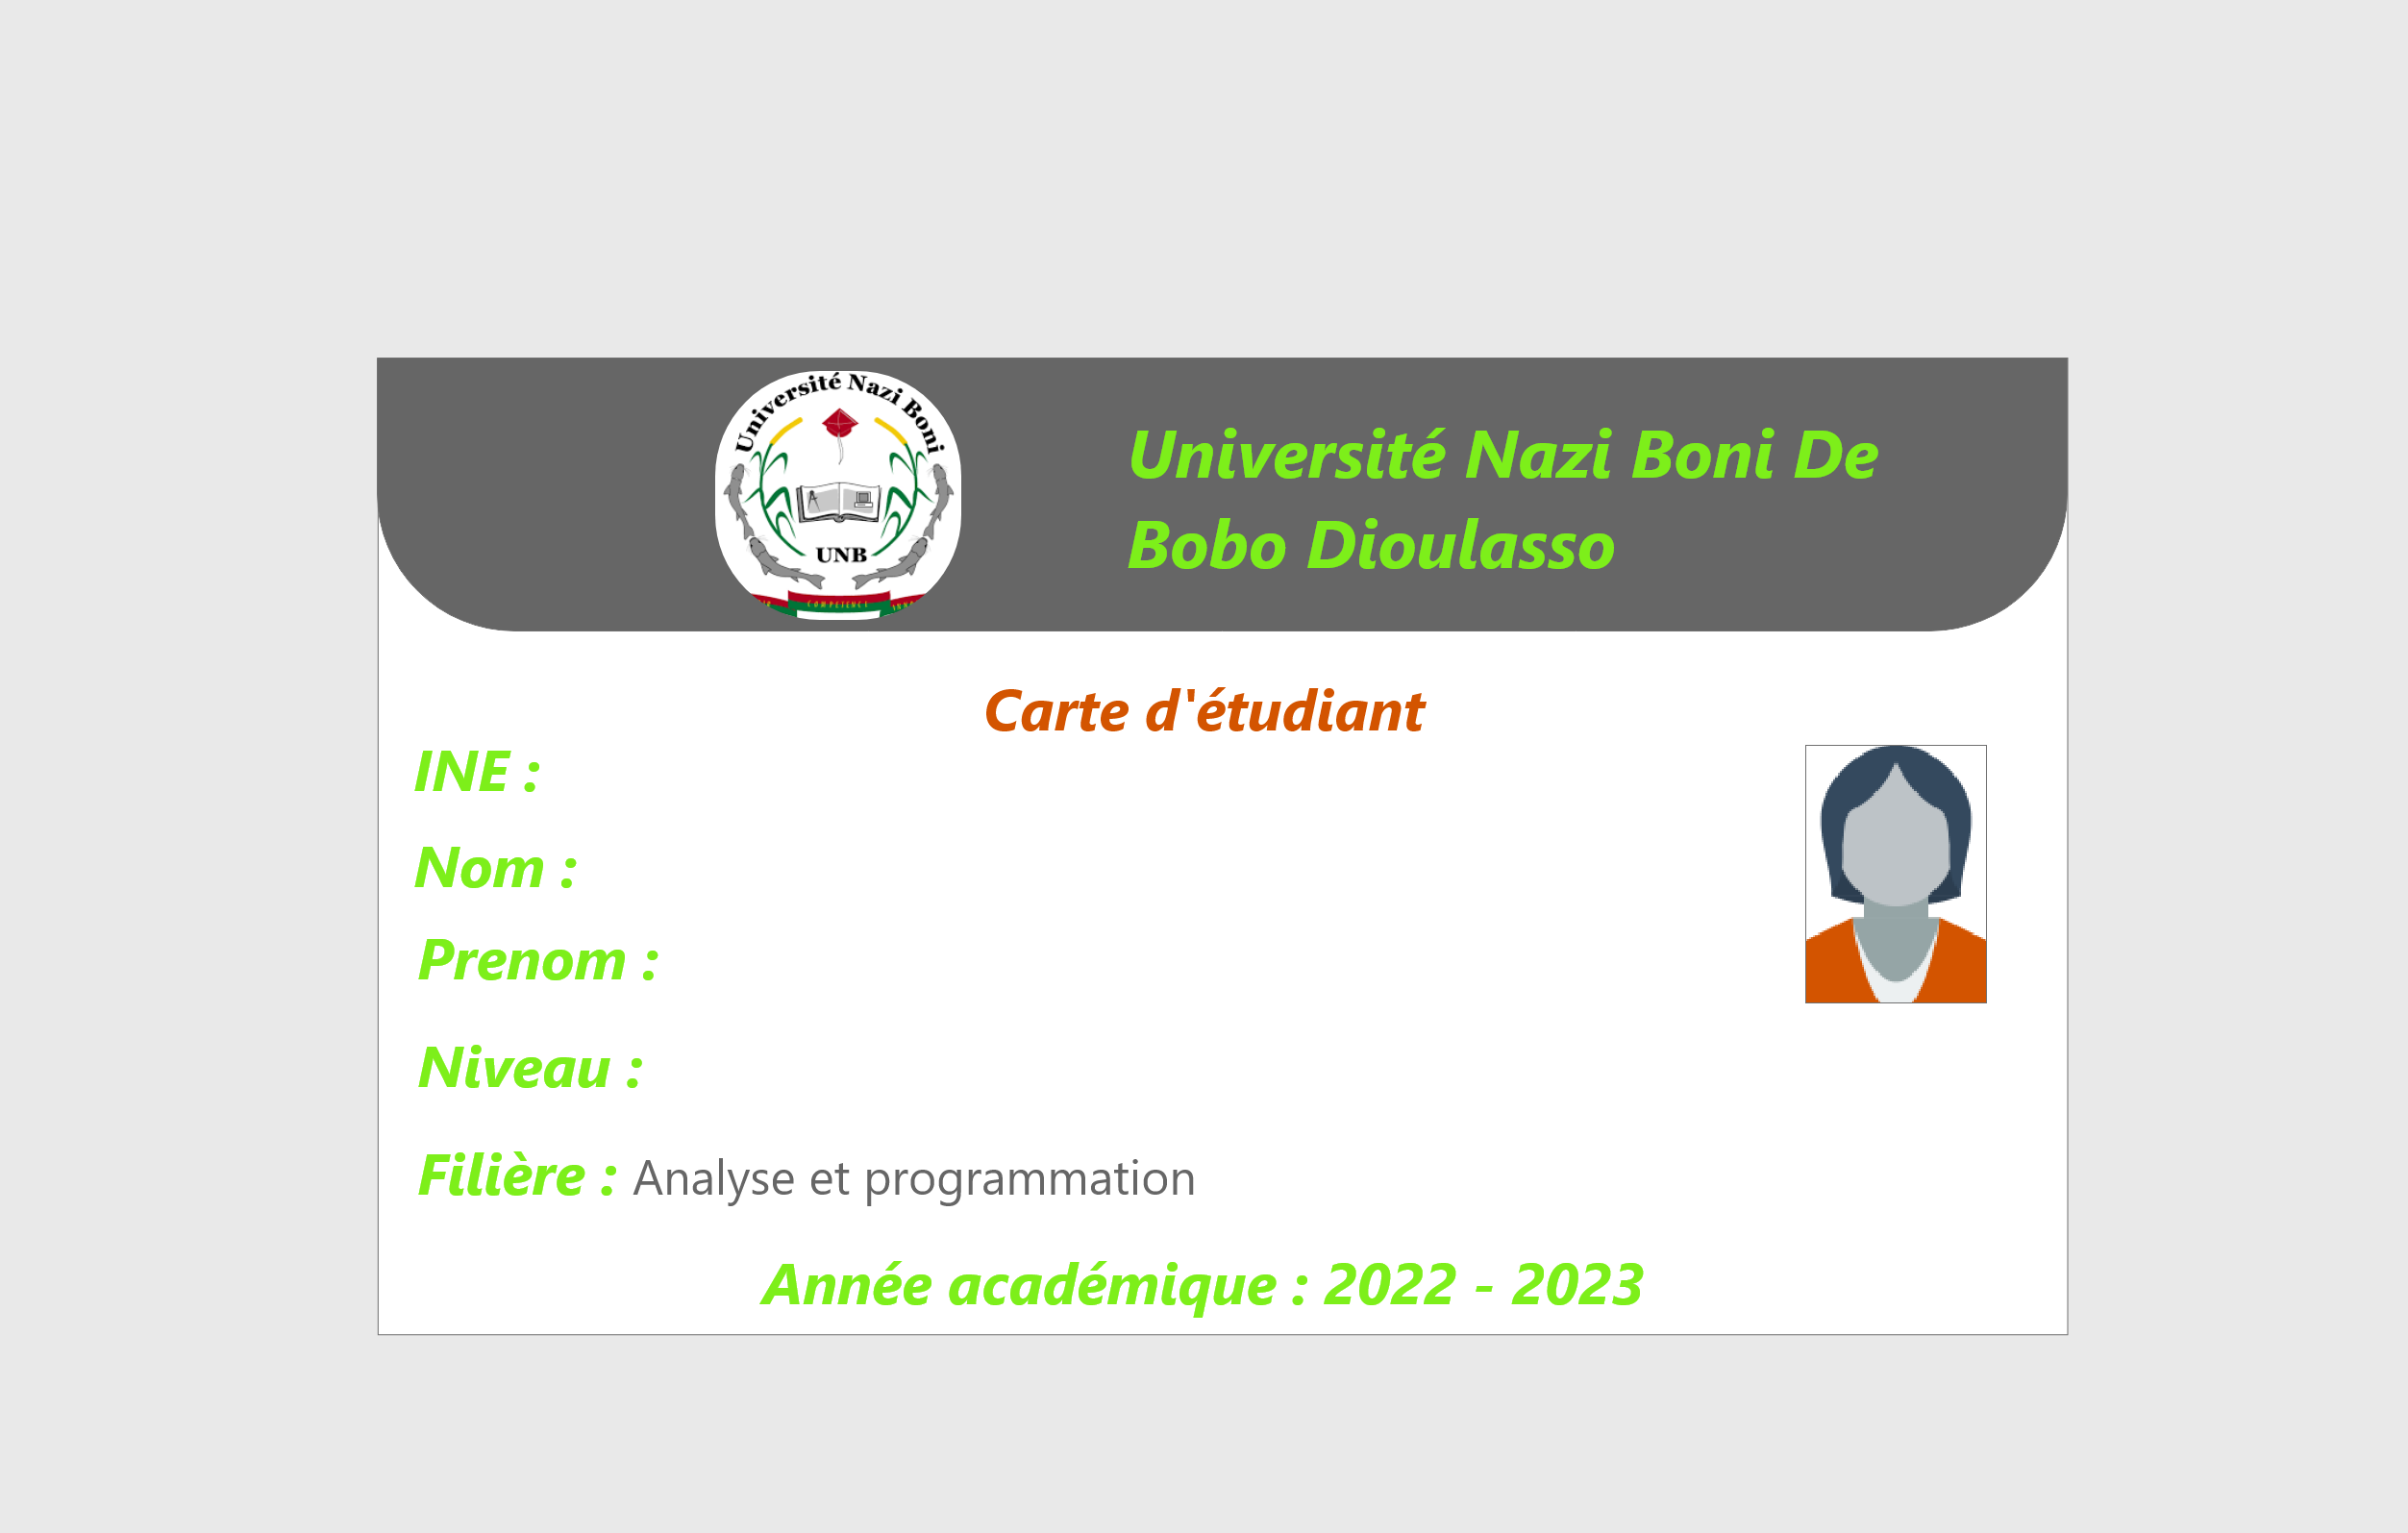 Université Nazi Boni
UNB
COMPETENCE
Université Nazi Boni De
Bobo Dioulasso
Carte d'étudiant
INE :
Nom :
Prenom :
Niveau :
Filière : Analyse et programmation
Année académique : 2022 - 2023